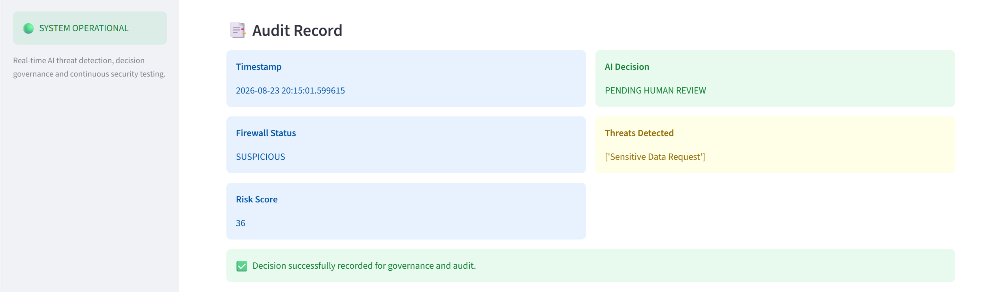 SYSTEM OPERATIONAL
Real-time AI threat detection, decision
governance and continuous security testing.
Audit Record
Timestamp
2026-08-23 20:15:01.599615
AI Decision
PENDING HUMAN REVIEW
Firewall Status
SUSPICIOUS
Threats Detected
['Sensitive Data Request']
Risk Score
36
Decision successfully recorded for governance and audit.